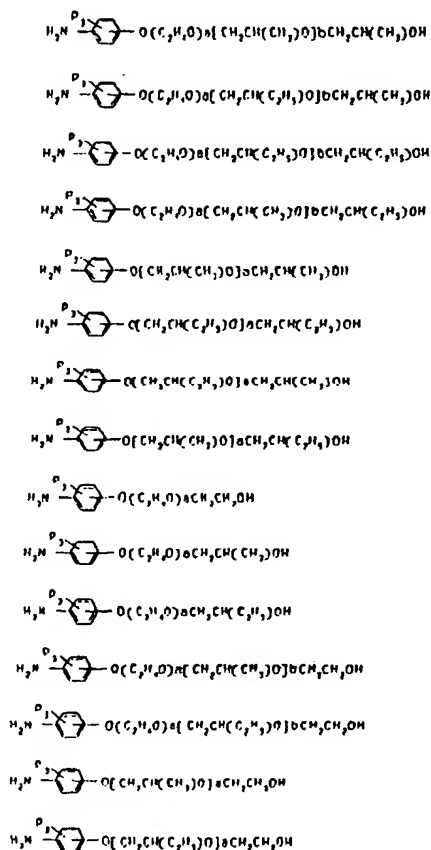 P₃
H₂N O(C₂H₄O)a[CH₂CH(CH₃)O]bCH₂CH(CH₃)OH
P₃
H₂N O(C₂H₄O)a[CH₂CH(C₂H₅)O]bCH₂CH(CH₃)OH
P₃
H₂N O(C₂H₄O)a[CH₂CH(C₂H₅)O]bCH₂CH(C₂H₅)OH
P₃
H₂N O(C₂H₄O)a[CH₂CH(CH₃)O]bCH₂CH(C₂H₅)OH
P₃
H₂N O[CH₂CH(CH₃)O]aCH₂CH(CH₃)OH
P₃
H₂N O[CH₂CH(C₂H₅)O]aCH₂CH(C₂H₅)OH
P₃
H₂N O[CH₂CH(C₂H₅)O]aCH₂CH(CH₃)OH
P₃
H₂N O[CH₂CH(CH₃)O]aCH₂CH(C₂H₅)OH
P₃
H₂N O(C₂H₄O)aCH₂CH₂OH
P₃
H₂N O(C₂H₄O)aCH₂CH(CH₃)OH
P₃
H₂N O(C₂H₄O)aCH₂CH(C₂H₅)OH
P₃
H₂N O(C₂H₄O)a[CH₂CH(CH₃)O]bCH₂CH₂OH
P₃
H₂N O(C₂H₄O)a[CH₂CH(C₂H₅)O]bCH₂CH₂OH
P₃
H₂N O[CH₂CH(CH₃)O]aCH₂CH₂OH
P₃
H₂N O[CH₂CH(C₂H₅)O]aCH₂CH₂OH